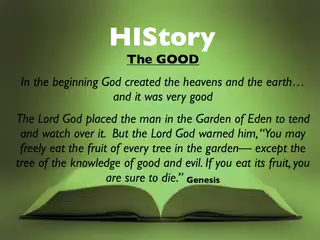 HIStory
The GOOD
In the beginning God created the heavens and the earth…
and it was very good
The Lord God placed the man in the Garden of Eden to tend
and watch over it.  But the Lord God warned him, “You may
freely eat the fruit of every tree in the garden— except the
tree of the knowledge of good and evil. If you eat its fruit, you
are sure to die.” Genesis